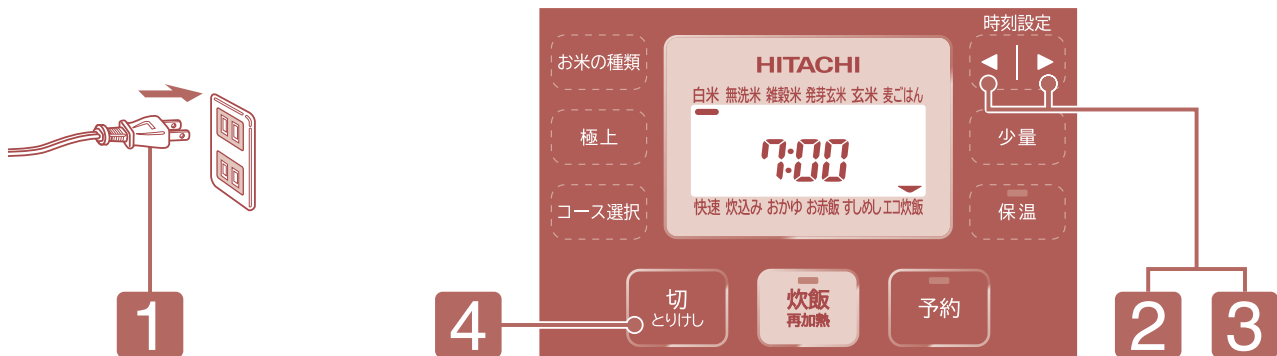 時刻設定
お米の種類
HITACHI
◀ ▶
白米 無洗米 雑穀米 発芽玄米 玄米 麦ごはん
極上
7:00
少量
コース選択
快速 炊込み おかゆ お赤飯 すしめし エコ炊飯
保温
切
とりけし
炊飯
再加熱
予約
1
4
2
3